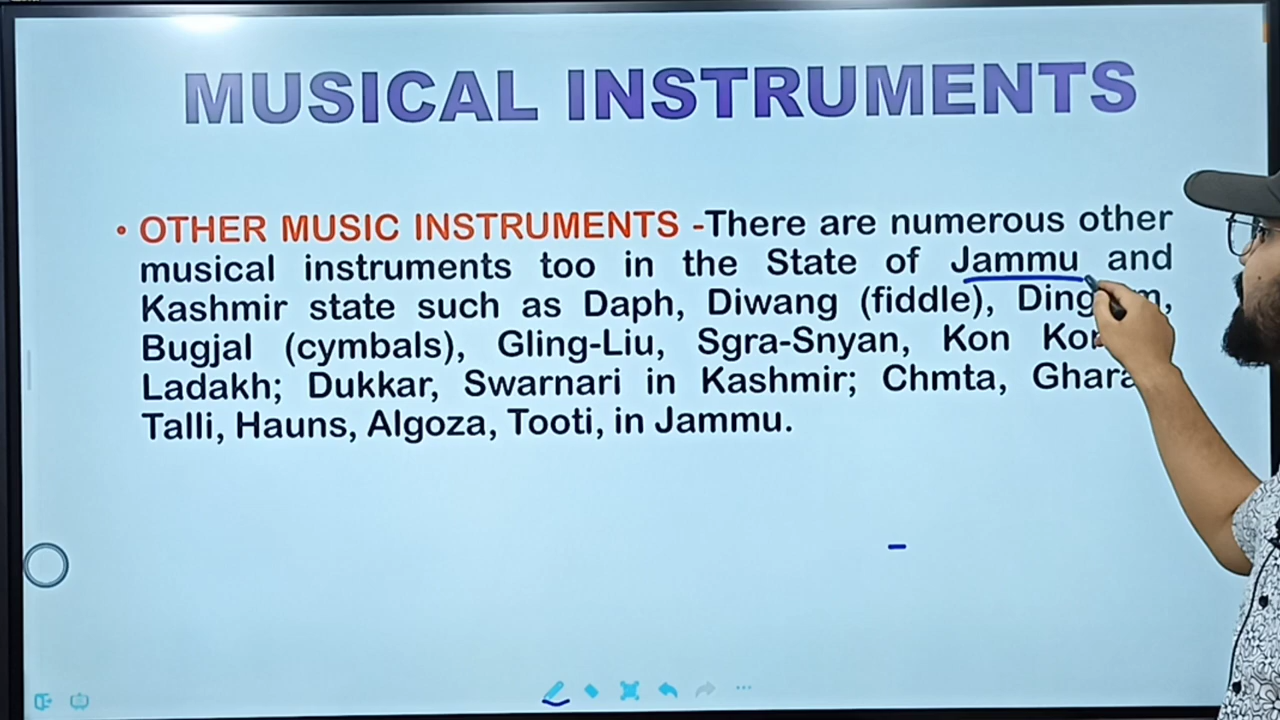 MUSICAL INSTRUMENTS
• OTHER MUSIC INSTRUMENTS -There are numerous other
musical instruments too in the State of Jammu and
Kashmir state such as Daph, Diwang (fiddle),
Bugjal (cymbals), Gling-Liu, Sgra-Snyan, Kon
Ladakh; Dukkar, Swarnari in Kashmir; Chmta,
Talli, Hauns, Algoza, Tooti, in Jammu.